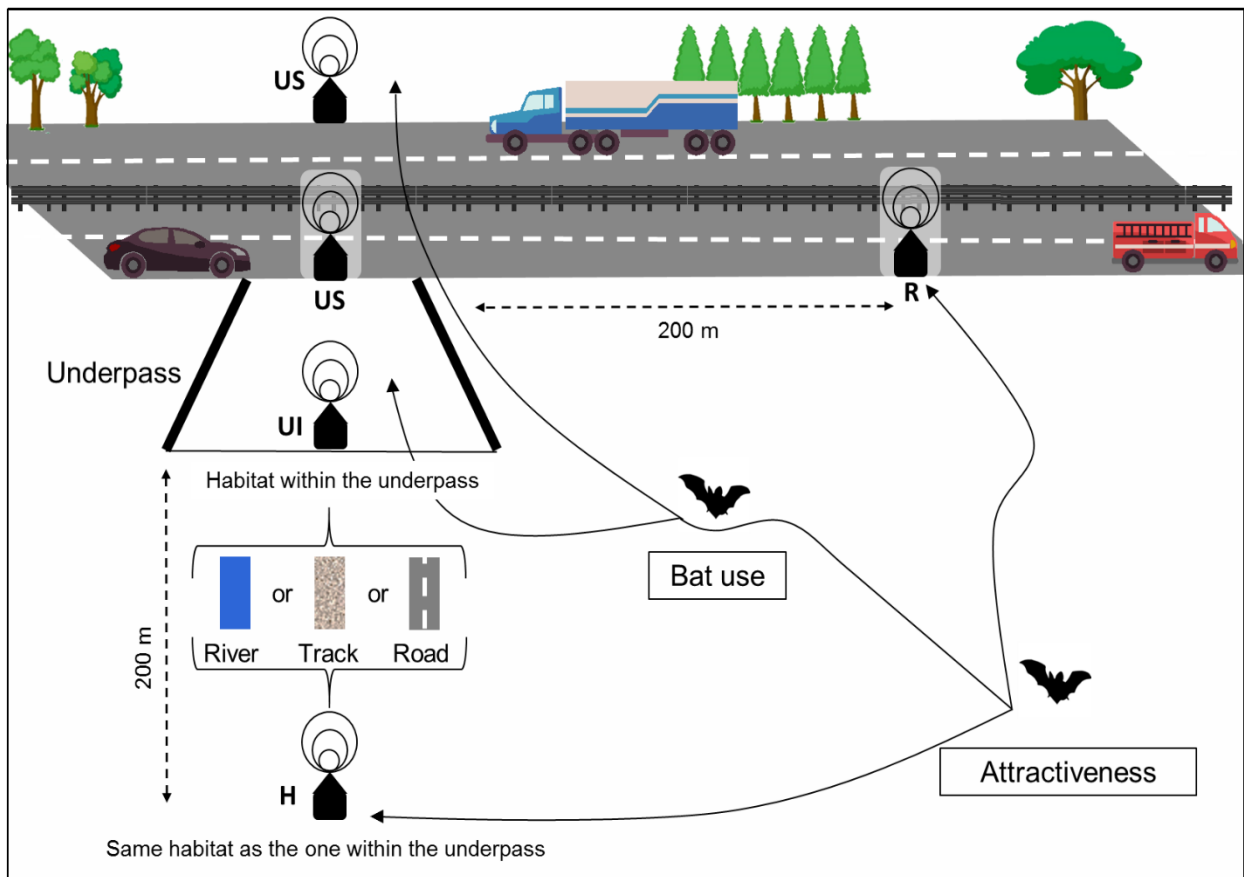 US
US
R
200 m
Underpass
UI
Habitat within the underpass
Bat use
or
or
River
Track
Road
200 m
Attractiveness
H
Same habitat as the one within the underpass